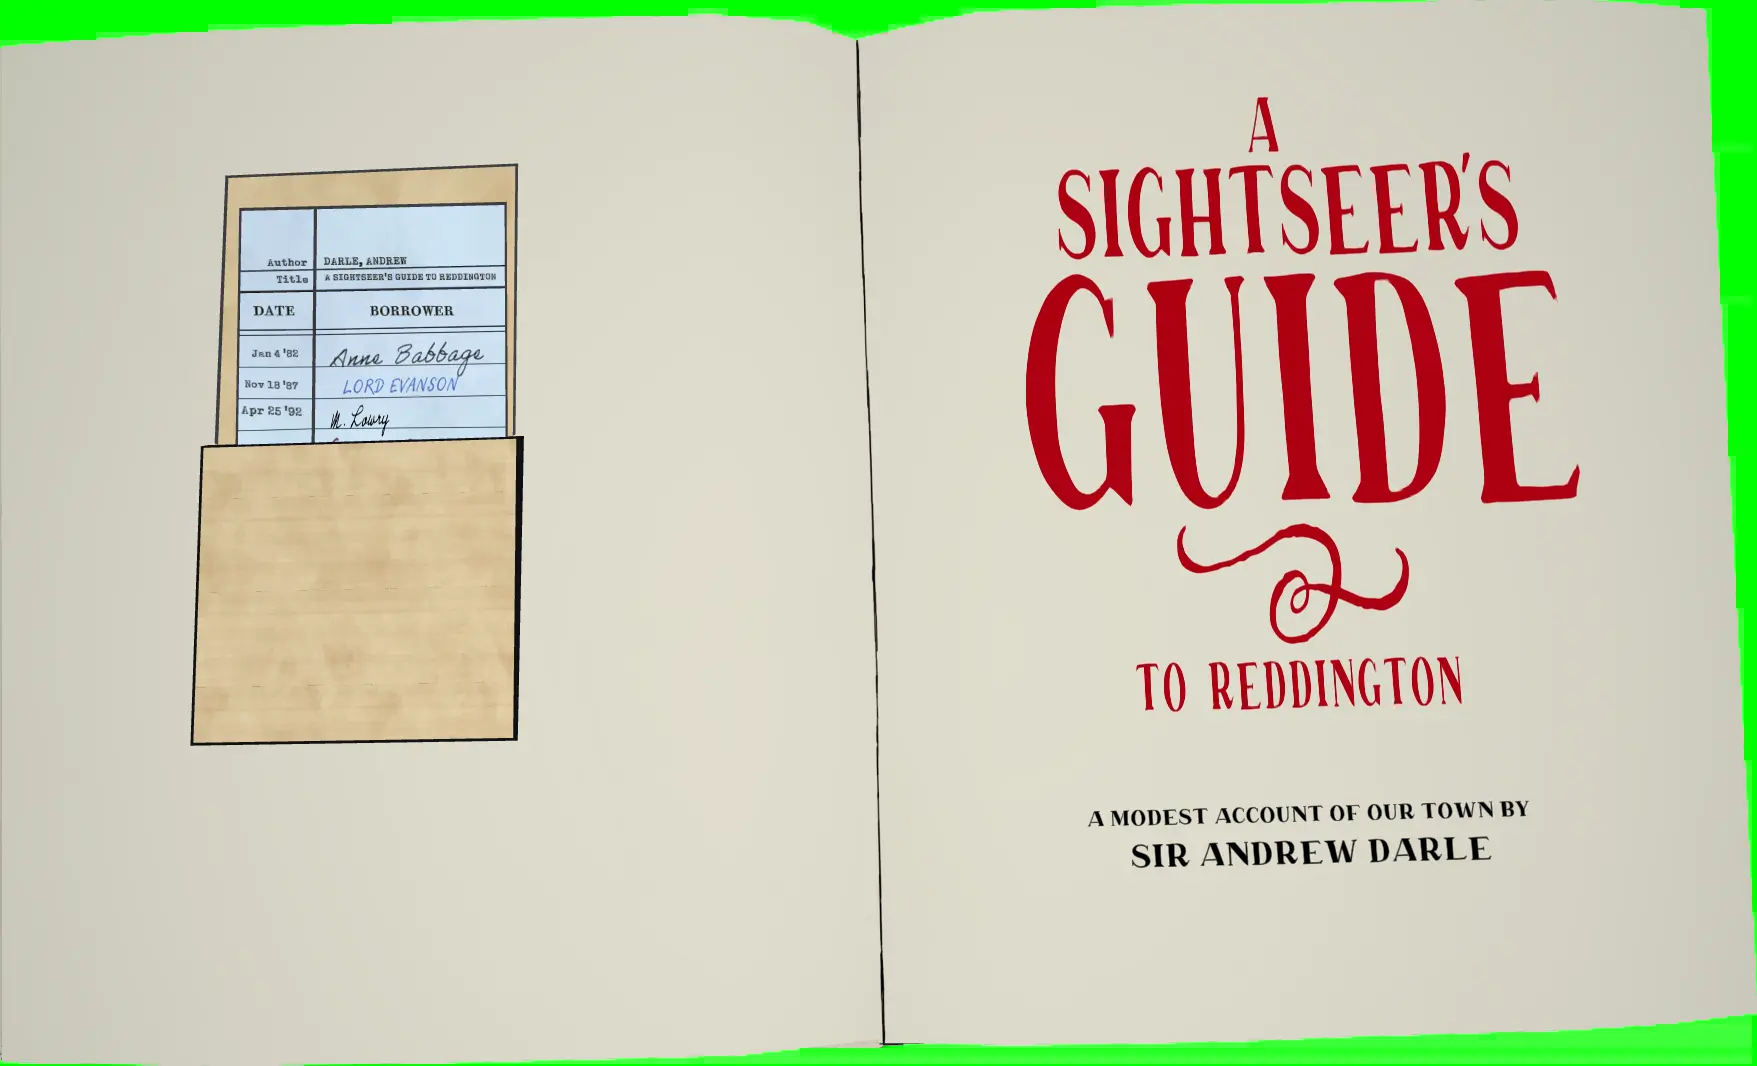 Author DARLE, ANDREW
Title A SIGHTSEER'S GUIDE TO REDDINGTON
DATE BORROWER
Jan 4 '82 Anne Babbage
Nov 18 '87 LORD EVANSON
Apr 25 '92 M. Lowry
A
SIGHTSEER'S
GUIDE
TO REDDINGTON
A MODEST ACCOUNT OF OUR TOWN BY
SIR ANDREW DARLE